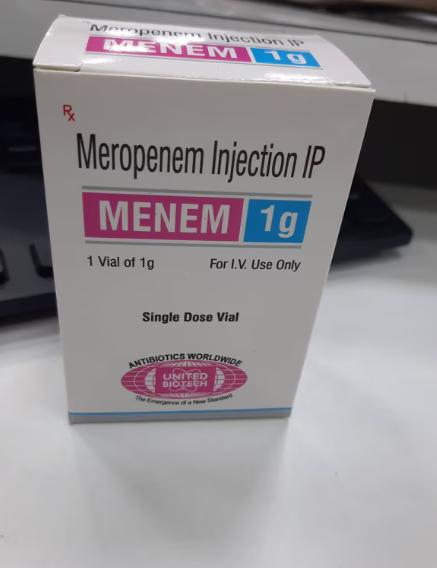 Meropenem Injection IP
MENEM 1g
Rx
Meropenem Injection IP
MENEM 1g
1 Vial of 1g For I.V. Use Only
Single Dose Vial
ANTIBIOTICS WORLDWIDE
UNITED
BIOTECH
The Emergence of a New Standard